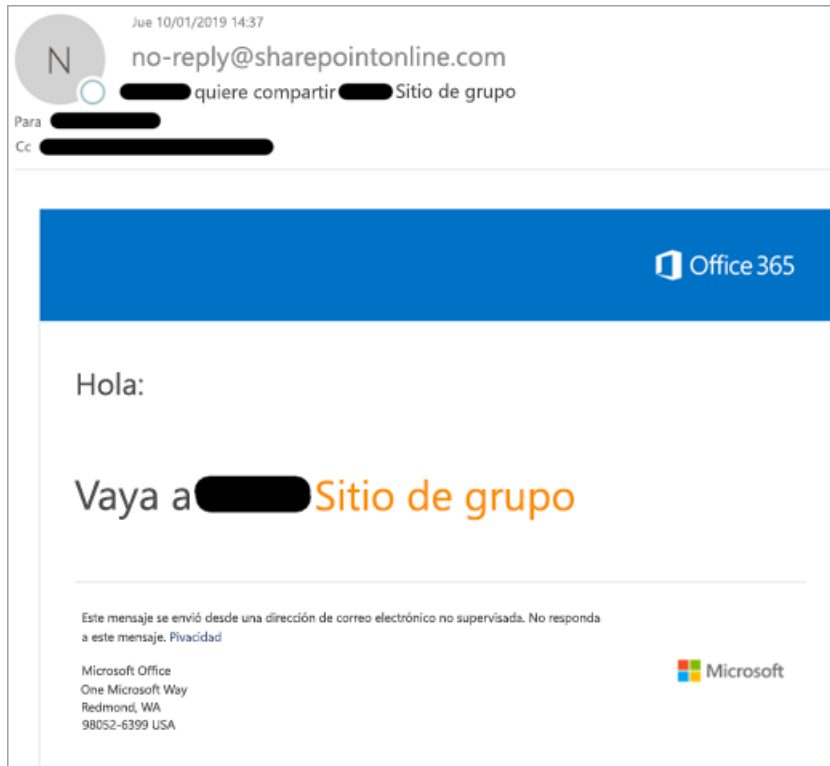 Jue 10/01/2019 14:37
N
no-reply@sharepointonline.com
quiere compartir Sitio de grupo
Para
Cc
Office 365
Hola:
Vaya a Sitio de grupo
Este mensaje se envió desde una dirección de correo electrónico no supervisada. No responda
a este mensaje. Pivacidad
Microsoft Office
One Microsoft Way
Redmond, WA
98052-6399 USA
Microsoft